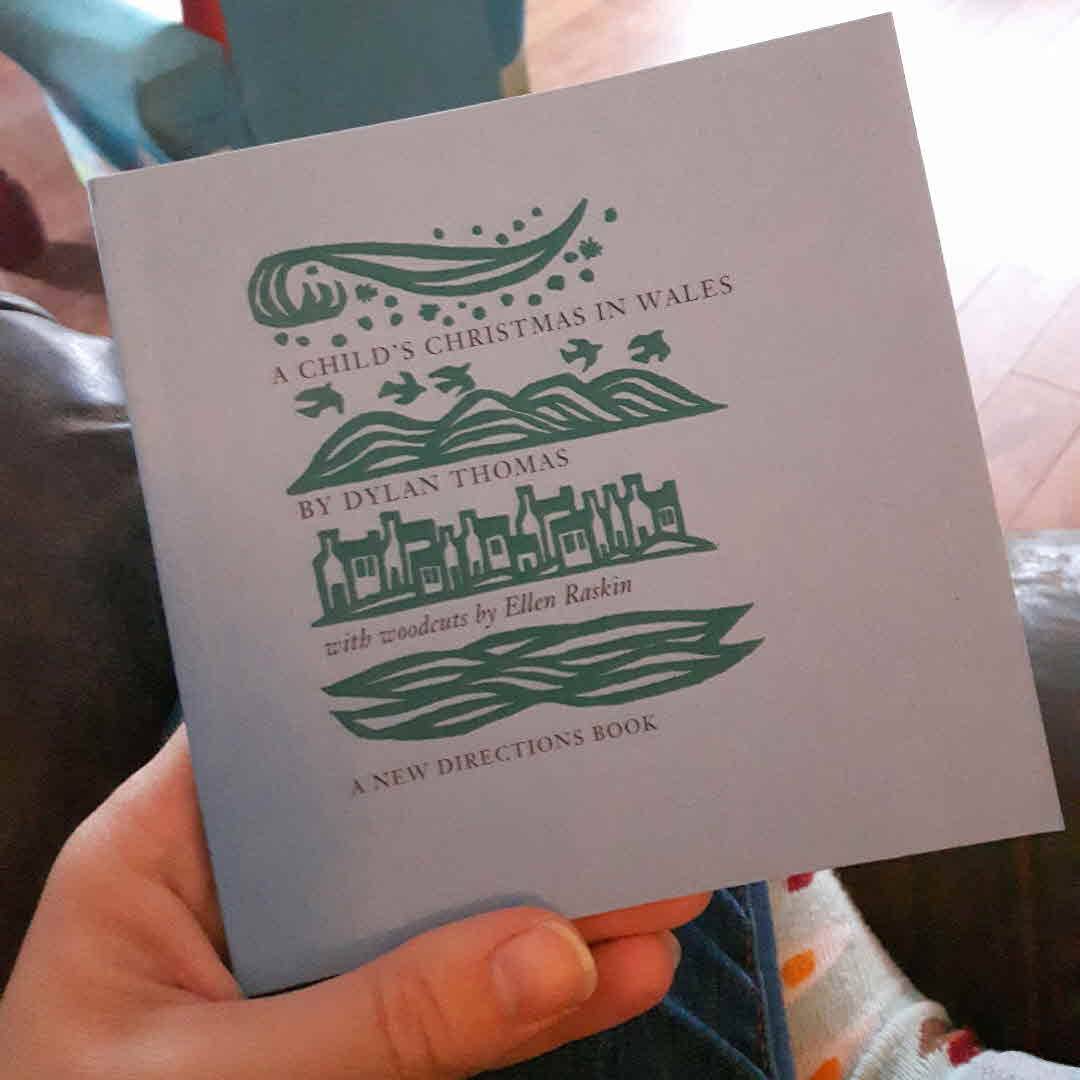 A CHILD'S CHRISTMAS IN WALES
BY DYLAN THOMAS
with woodcuts by Ellen Raskin
A NEW DIRECTIONS BOOK